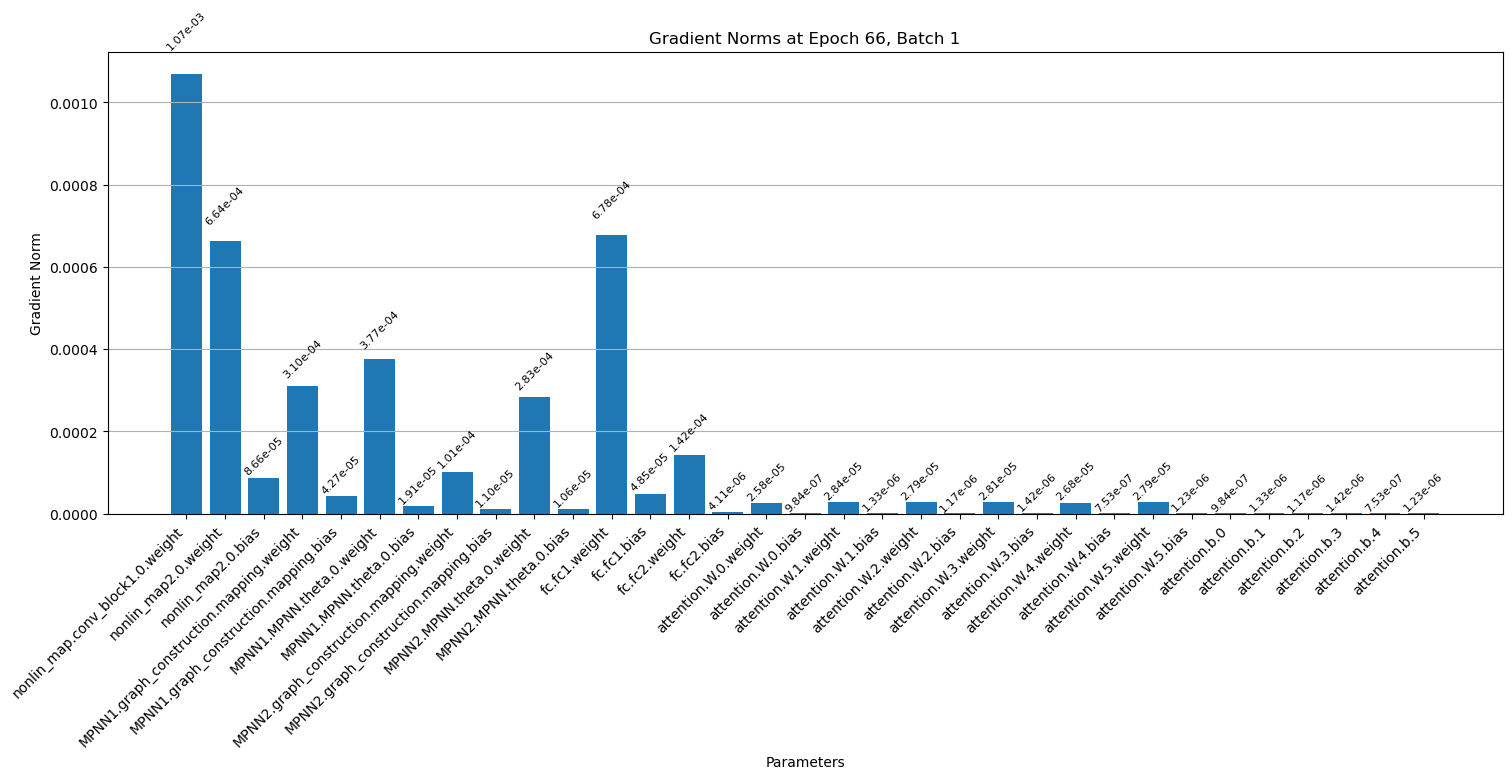 Gradient Norms at Epoch 66, Batch 1
Gradient Norm
0.0010
0.0008
0.0006
0.0004
0.0002
0.0000
1.07e-03
6.64e-04
8.66e-05
3.10e-04
4.27e-05
3.77e-04
1.91e-05
1.01e-04
1.10e-05
2.83e-04
1.06e-05
6.78e-04
4.85e-05
1.42e-04
4.11e-06
2.58e-05
9.84e-07
2.84e-05
1.33e-06
2.79e-05
1.17e-06
2.81e-05
1.42e-06
2.68e-05
7.53e-07
2.79e-05
1.23e-06
9.84e-07
1.33e-06
1.17e-06
1.42e-06
7.53e-07
1.23e-06
nonlin_map.conv_block1.0.weight
nonlin_map2.0.weight
nonlin_map2.0.bias
MPNN1.graph_construction.mapping.weight
MPNN1.graph_construction.mapping.bias
MPNN1.MPNN.theta.0.weight
MPNN1.MPNN.theta.0.bias
MPNN2.graph_construction.mapping.weight
MPNN2.graph_construction.mapping.bias
MPNN2.MPNN.theta.0.weight
MPNN2.MPNN.theta.0.bias
fc.fc1.weight
fc.fc1.bias
fc.fc2.weight
fc.fc2.bias
attention.W.0.weight
attention.W.0.bias
attention.W.1.weight
attention.W.1.bias
attention.W.2.weight
attention.W.2.bias
attention.W.3.weight
attention.W.3.bias
attention.W.4.weight
attention.W.4.bias
attention.W.5.weight
attention.W.5.bias
attention.b.0
attention.b.1
attention.b.2
attention.b.3
attention.b.4
attention.b.5
Parameters